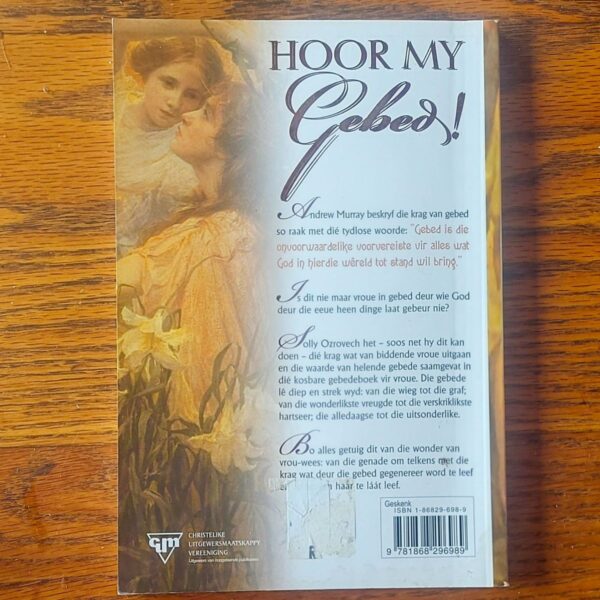 HOOR MY
Gebed!
Andrew Murray beskryf die krag van gebed
so raak met dié tydlose woorde: "Gebed is die
onvoorwaardelike voorvereiste vir alles wat
God in hierdie wêreld tot stand wil bring."
Is dit nie maar vroue in gebed deur wie God
deur die eeue heen dinge laat gebeur nie?
Solly Ozrovech het – soos net hy dit kan
doen – dié krag wat van biddende vroue uitgaan
en die waarde van helende gebede saamgevat in
dié kosbare gebedeboek vir vroue. Die gebede
lê diep en strek wyd: van die wieg tot die graf;
van die wonderlikste vreugde tot die verskriklikste
hartseer; die alledaagse tot die uitsonderlike.
Bo alles getuig dit van die wonder van
vrou-wees: van die genade om telkens met die
krag wat deur die gebed gegenereer word te leef
haar te láát leef.
Geskenk
ISBN 1-86829-698-9
9 781868 296989
cum
CHRISTELIKE
UITGEWERSMAATSKAPPY
VEREENIGING
R